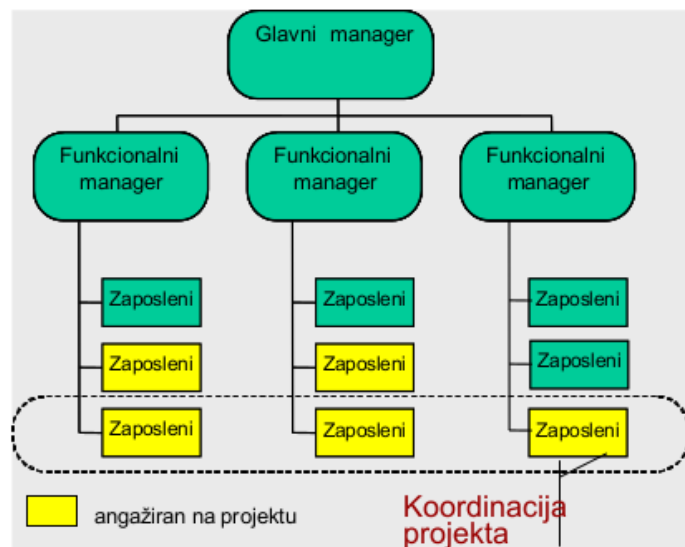 Glavni manager
Funkcionalni
manager
Funkcionalni
manager
Funkcionalni
manager
Zaposleni
Zaposleni
Zaposleni
Zaposleni
Zaposleni
Zaposleni
Zaposleni
Zaposleni
Zaposleni
angažiran na projektu
Koordinacija
projekta